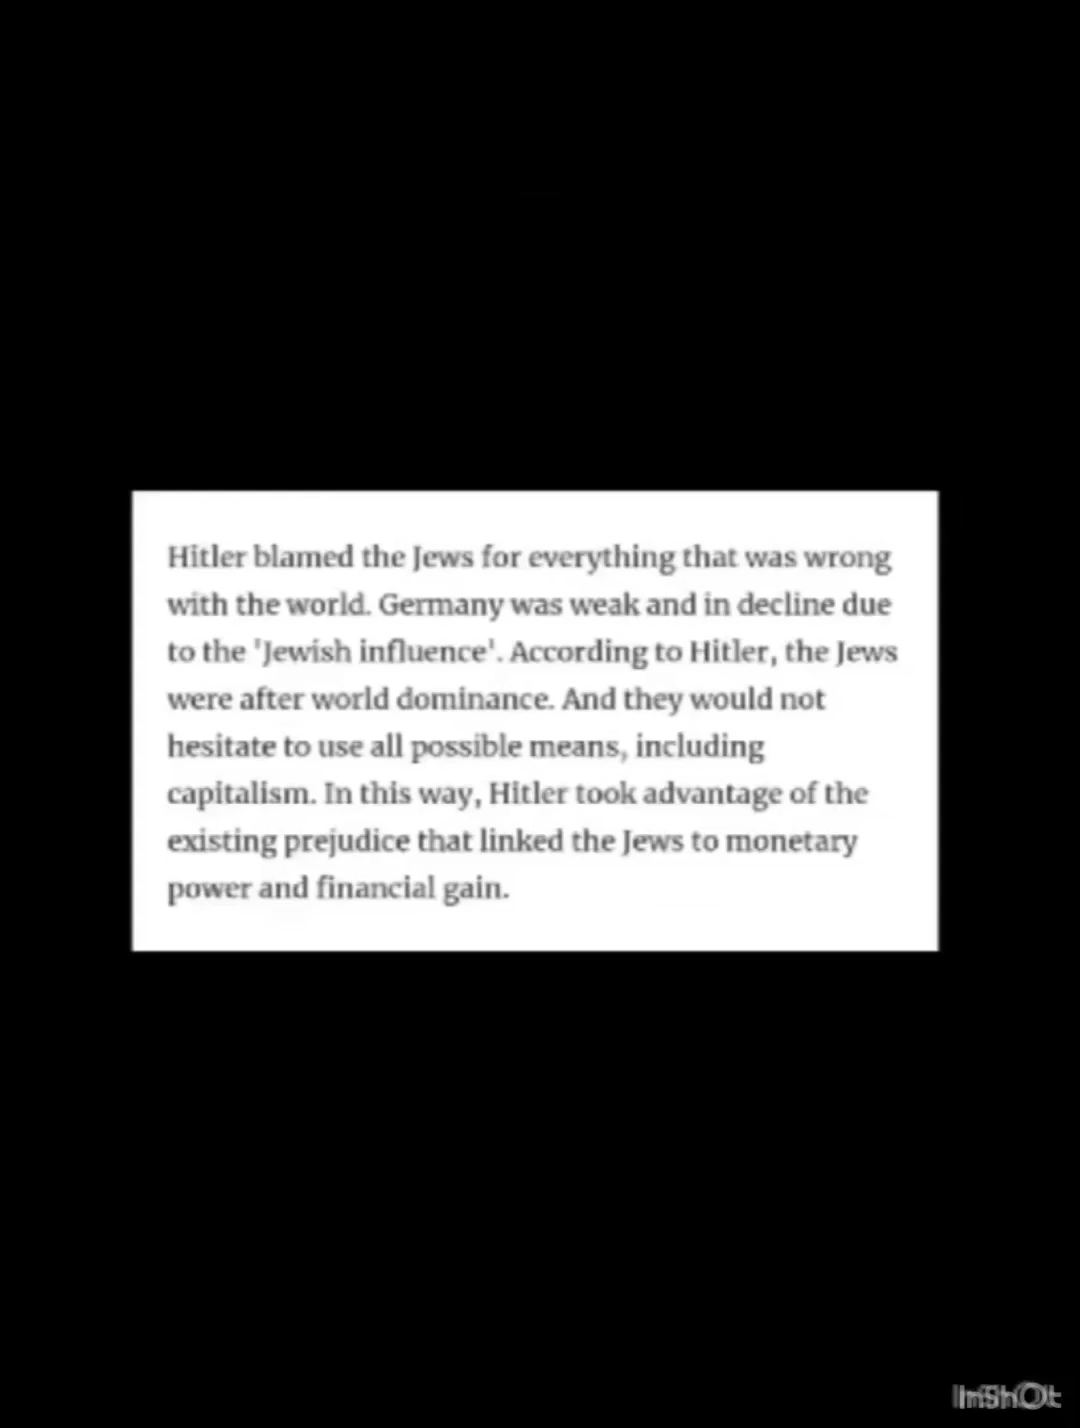 Hitler blamed the Jews for everything that was wrong
with the world. Germany was weak and in decline due
to the 'Jewish influence'. According to Hitler, the Jews
were after world dominance. And they would not
hesitate to use all possible means, including
capitalism. In this way, Hitler took advantage of the
existing prejudice that linked the Jews to monetary
power and financial gain.
InShOt